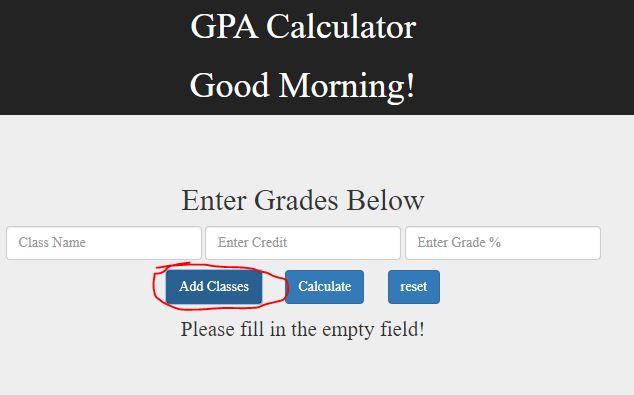 GPA Calculator
Good Morning!
Enter Grades Below
Class Name Enter Credit Enter Grade %
Add Classes Calculate reset
Please fill in the empty field!